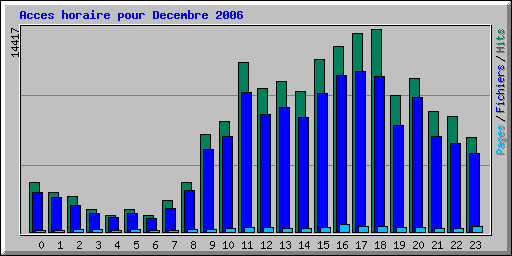 Acces horaire pour Decembre 2006
14417
Pages / Fichiers / Hits
0 1 2 3 4 5 6 7 8 9 10 11 12 13 14 15 16 17 18 19 20 21 22 23